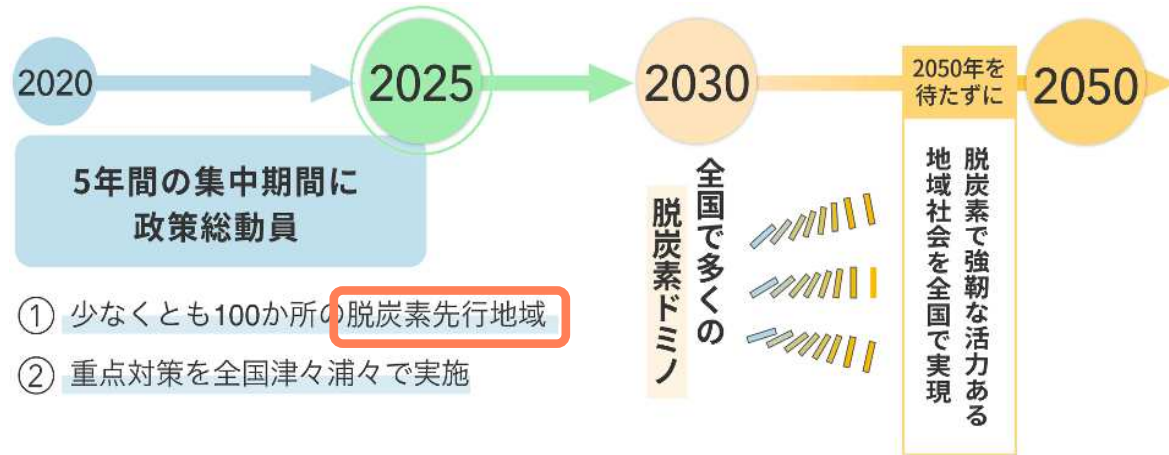 2020
2025
2030
2050年を
待たずに
2050
5年間の集中期間に
政策総動員
① 少なくとも100か所の脱炭素先行地域
② 重点対策を全国津々浦々で実施
全国で多くの
脱炭素ドミノ
脱炭素で強靭な活力ある
地域社会を全国で実現